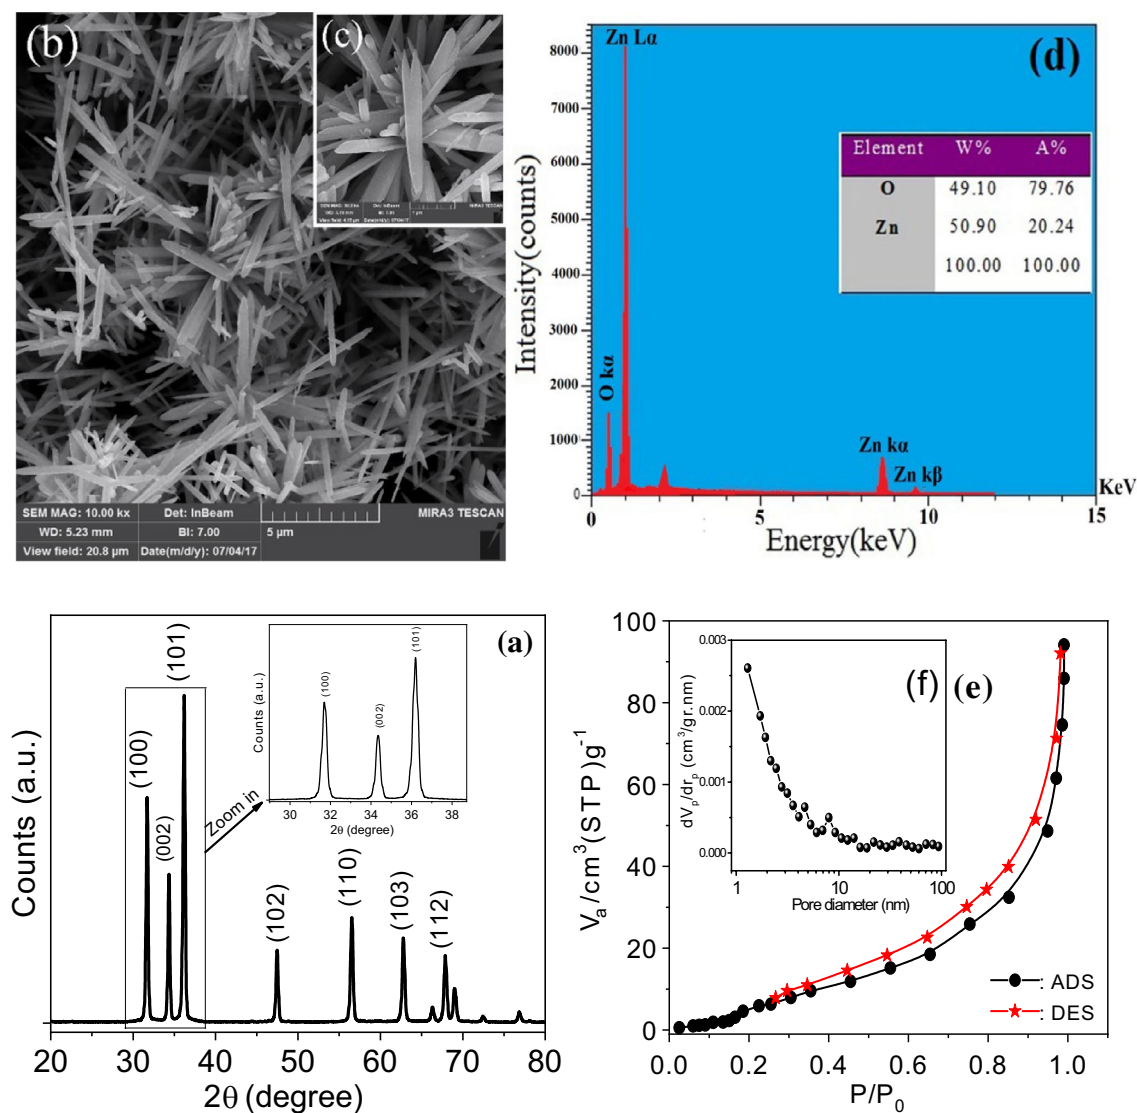 (b)
SEM MAG: 10.00 kx Det: InBeam MIRA3 TESCAN
WD: 5.23 mm BI: 7.00 5 µm
View field: 20.8 µm Date(m/d/y): 07/04/17
(c)
MIRA3 TESCAN
(d)
Intensity(counts)
8000
7000
6000
5000
4000
3000
2000
1000
0
Zn Lα
O kα
Zn kα
Zn kβ
Element W% A%
O 49.10 79.76
Zn 50.90 20.24
100.00 100.00
0 5 10 15
KeV
Energy(keV)
(a)
Counts (a.u.)
(100)
(002)
(101)
(102)
(110)
(103)
(112)
Zoom in
20 30 40 50 60 70 80
2θ (degree)
Counts (a.u.)
(100)
(002)
(101)
30 32 34 36 38
2θ (degree)
(e)
Va/cm3(STP)g-1
100
80
60
40
20
0
0.0 0.2 0.4 0.6 0.8 1.0
P/P0
: ADS
: DES
(f)
dVp/drp (cm3/gr.nm)
0.003
0.002
0.001
0.000
1 10 100
Pore diameter (nm)